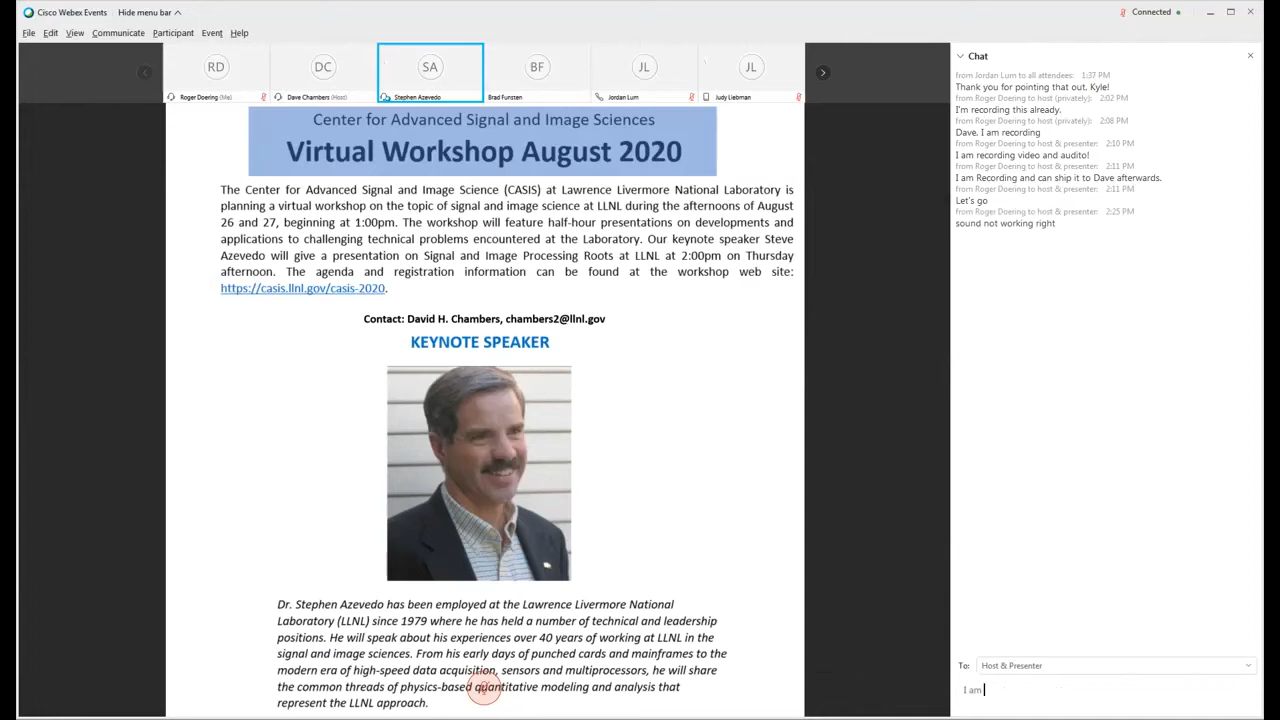 Cisco Webex Events
Hide menu bar
Connected
File Edit View Communicate Participant Event Help
RD
DC
SA
BF
JL
JL
Roger Doering (Me)
Dave Chambers (Host)
Stephen Azevedo
Brad Funsten
Jordan Lum
Judy Liebman
Center for Advanced Signal and Image Sciences
Virtual Workshop August 2020
The Center for Advanced Signal and Image Science (CASIS) at Lawrence Livermore National Laboratory is
planning a virtual workshop on the topic of signal and image science at LLNL during the afternoons of August
26 and 27, beginning at 1:00pm. The workshop will feature half-hour presentations on developments and
applications to challenging technical problems encountered at the Laboratory. Our keynote speaker Steve
Azevedo will give a presentation on Signal and Image Processing Roots at LLNL at 2:00pm on Thursday
afternoon. The agenda and registration information can be found at the workshop web site:
https://casis.llnl.gov/casis-2020.
Contact: David H. Chambers, chambers2@llnl.gov
KEYNOTE SPEAKER
Dr. Stephen Azevedo has been employed at the Lawrence Livermore National
Laboratory (LLNL) since 1979 where he has held a number of technical and leadership
positions. He will speak about his experiences over 40 years of working at LLNL in the
signal and image sciences. From his early days of punched cards and mainframes to the
modern era of high-speed data acquisition, sensors and multiprocessors, he will share
the common threads of physics-based quantitative modeling and analysis that
represent the LLNL approach.
Chat
from Jordan Lum to all attendees: 1:37 PM
Thank you for pointing that out, Kyle!
from Roger Doering to host (privately): 2:02 PM
I'm recording this already.
from Roger Doering to host (privately): 2:08 PM
Dave, I am recording
from Roger Doering to host & presenter: 2:10 PM
I am recording video and audito!
from Roger Doering to host & presenter: 2:11 PM
I am Recording and can ship it to Dave afterwards.
from Roger Doering to host & presenter: 2:11 PM
Let's go
from Roger Doering to host & presenter: 2:25 PM
sound not working right
To: Host & Presenter
I am